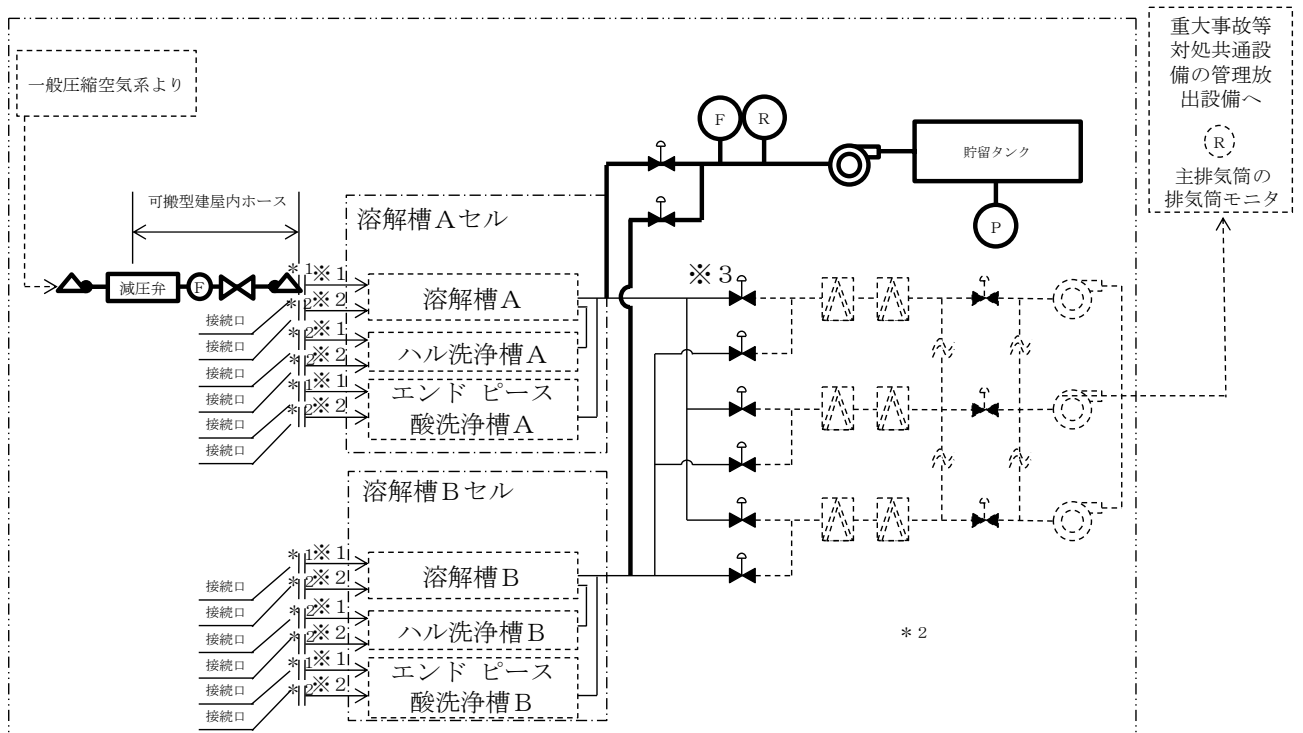 重大事故等
対処共通設
備の管理放
出設備へ
R
主排気筒の
排気筒モニタ
一般圧縮空気系より
F
R
貯留タンク
P
可搬型建屋内ホース
減圧弁
F
溶解槽Aセル
*1※1
*2※2
*2※1
*2※2
*1※1
*2※2
溶解槽A
ハル洗浄槽A
エンド ピース
酸洗浄槽A
接続口
接続口
接続口
接続口
接続口
接続口
※3
溶解槽Bセル
*1※1
*2※2
*2※1
*2※2
*1※1
*2※2
溶解槽B
ハル洗浄槽B
エンド ピース
酸洗浄槽B
接続口
接続口
接続口
接続口
接続口
接続口
*2